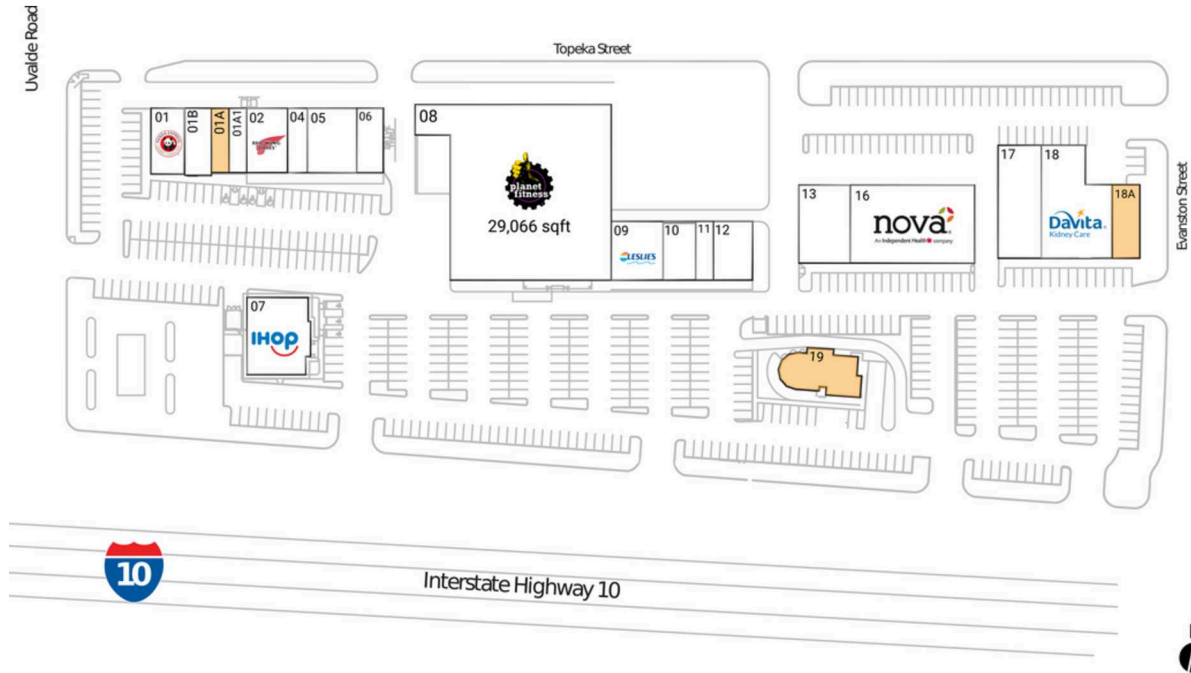 Uvalde Road
Topeka Street
Evanston Street
01
01B
01A
01A1
02
04
05
06
08
planet
fitness
29,066 sqft
09
LESLIE'S
10
11
12
13
16
nova
An Independent Health company
17
18
DaVita
Kidney Care
18A
07
IHOP
19
10
Interstate Highway 10